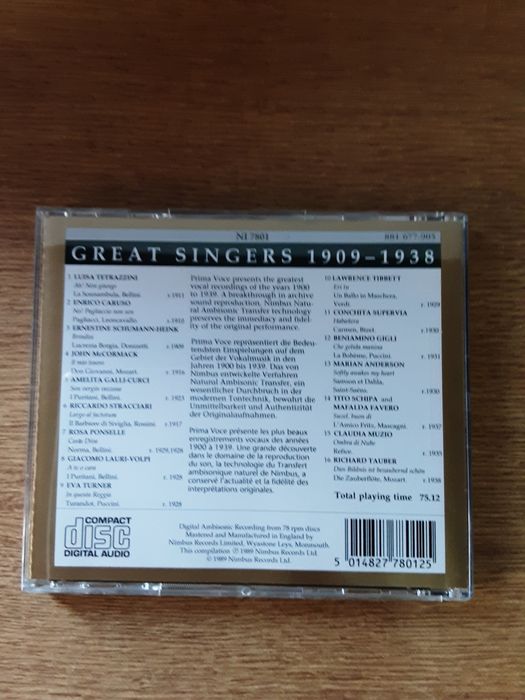 NI 7801
881 677-903
GREAT SINGERS 1909–1938
1 LUISA TETRAZZINI
Ah! Non giunge
La Sonnambula, Bellini. r. 1911
2 ENRICO CARUSO
No! Pagliaccio non son
Pagliacci, Leoncavallo. r. 1910
3 ERNESTINE SCHUMANN-HEINK
Brindisi
Lucrezia Borgia, Donizetti. r. 1909
4 JOHN McCORMACK
Il mio tesoro
Don Giovanni, Mozart. r. 1916
5 AMELITA GALLI-CURCI
Son vergin vezzosa
I Puritani, Bellini. r. 1923
6 RICCARDO STRACCIARI
Largo al factotum
Il Barbiere di Siviglia, Rossini. r. 1917
7 ROSA PONSELLE
Casta Diva
Norma, Bellini. r. 1928,1928
8 GIACOMO LAURI-VOLPI
A te o cara
I Puritani, Bellini. r. 1928
9 EVA TURNER
In questa Reggia
Turandot, Puccini. r. 1928
Prima Voce presents the greatest
vocal recordings of the years 1900
to 1939. A breakthrough in archive
sound reproduction, Nimbus Natu-
ral Ambisonic Transfer technology
preserves the immediacy and fidel-
ity of the original performance.
Prima Voce repräsentiert die Bedeu-
tendsten Einspielungen auf dem
Gebiet der Vokalmusik in den
Jahren 1900 bis 1939. Das von
Nimbus entwickelte Verfahren
Natural Ambisonic Transfer, ein
wesentlicher Durchbruch in der
modernen Tontechnik, bewahrt die
Unmittelbarkeit und Authentizität
der Originalaufnahmen.
Prima Voce présente les plus beaux
enregistrements vocaux des années
1900 à 1939. Une grande découverte
dans le domaine de la reproduction
du son, la technologie du Transfert
ambisonique naturel de Nimbus, a
conservé l'actualité et la fidélité des
interprétations originales.
10 LAWRENCE TIBBETT
Eri tu
Un Ballo in Maschera,
Verdi. r. 1929
11 CONCHITA SUPERVIA
Habañera
Carmen, Bizet. r. 1930
12 BENIAMINO GIGLI
Che gelida manina
La Bohème, Puccini. r. 1931
13 MARIAN ANDERSON
Softly awakes my heart
Samson et Dalila,
Saint-Saëns. r. 1930
14 TITO SCHIPA and
MAFALDA FAVERO
Suzel, buon dì
L'Amico Fritz, Mascagni. r. 1937
15 CLAUDIA MUZIO
Ombra di Nube
Refice. r. 1935
16 RICHARD TAUBER
Dies Bildnis ist bezaubernd schön
Die Zauberflöte, Mozart. r. 1938
Total playing time 75.12
COMPACT
disc
DIGITAL AUDIO
Digital Ambisonic Recording from 78 rpm discs
Mastered and Manufactured in England by
Nimbus Records Limited, Wyastone Leys, Monmouth.
This compilation ℗ 1989 Nimbus Records Ltd.
© 1989 Nimbus Records Ltd.
5 014827 780125